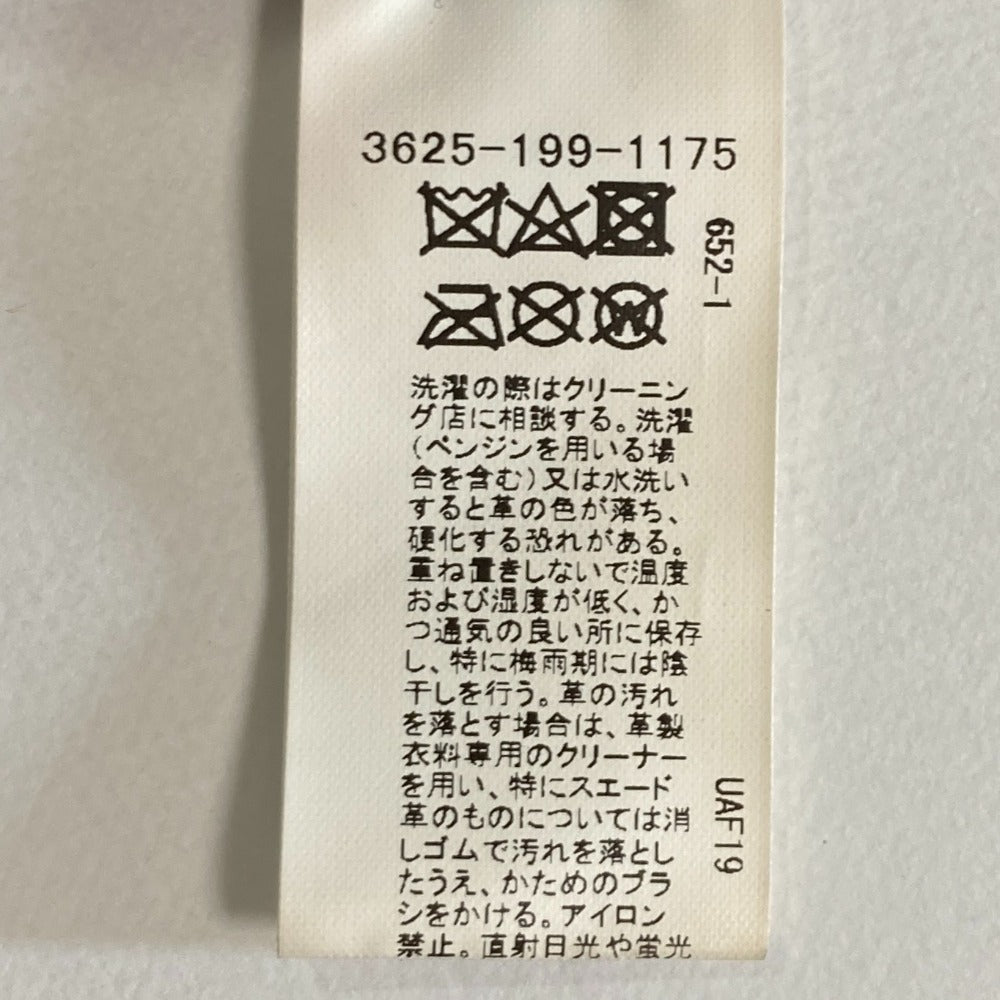 3625-199-1175
652-1
W
洗濯の際はクリーニン
グ店に相談する。洗濯
（ペンジンを用いる場
合を含む）又は水洗い
すると革の色が落ち、
硬化する恐れがある。
重ね置きしないで温度
および湿度が低く、か
つ通気の良い所に保存
し、特に梅雨期には陰
干しを行う。革の汚れ
を落とす場合は、革製
衣料専用のクリーナー
を用い、特にスエード
革のものについては消
しゴムで汚れを落とし
たうえ、かためのブラ
シをかける。アイロン
禁止。直射日光や蛍光
UAF19